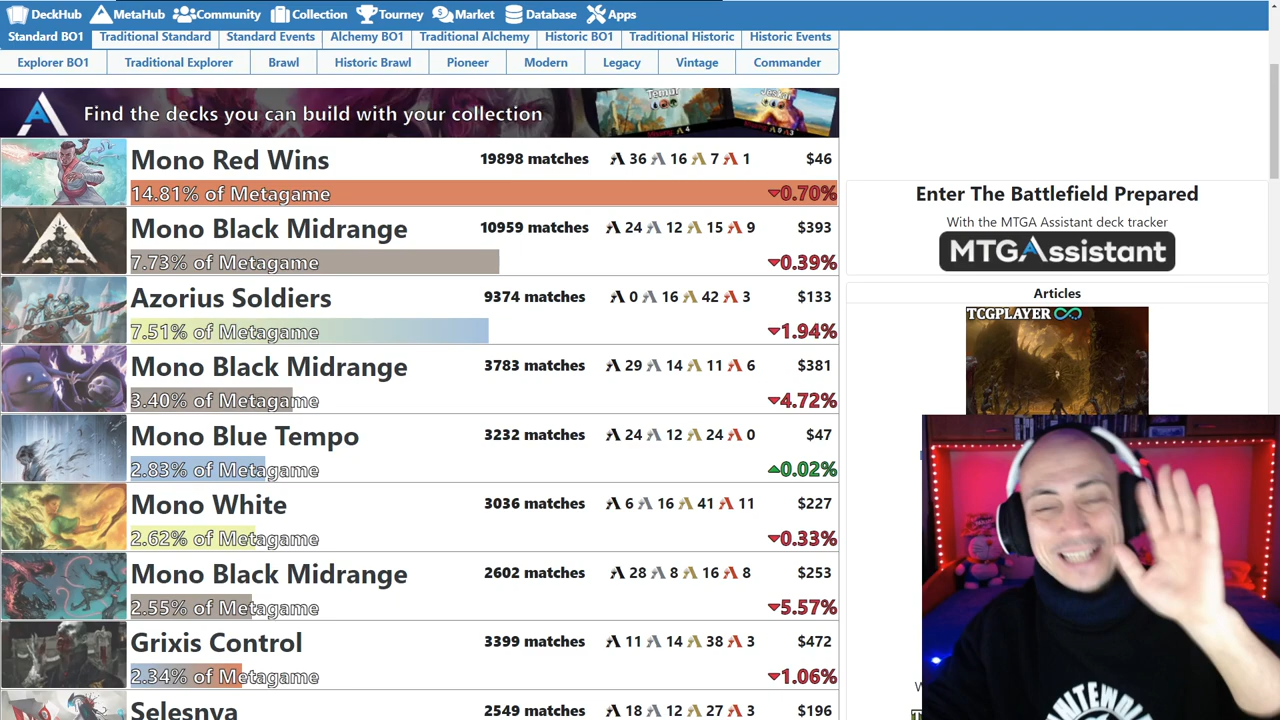 DeckHub MetaHub Community Collection Tourney Market Database Apps
Standard BO1 Traditional Standard Standard Events Alchemy BO1 Traditional Alchemy Historic BO1 Traditional Historic Historic Events
Explorer BO1 Traditional Explorer Brawl Historic Brawl Pioneer Modern Legacy Vintage Commander
Find the decks you can build with your collection
Temur
Mono Red Wins 19898 matches 36 16 7 1 $46
14.81% of Metagame 0.70%
Mono Black Midrange 10959 matches 24 12 15 9 $393
7.73% of Metagame 0.39%
Azorius Soldiers 9374 matches 0 16 42 3 $133
7.51% of Metagame 1.94%
Mono Black Midrange 3783 matches 29 14 11 6 $381
3.40% of Metagame 4.72%
Mono Blue Tempo 3232 matches 24 12 24 0 $47
2.83% of Metagame 0.02%
Mono White 3036 matches 6 16 41 11 $227
2.62% of Metagame 0.33%
Mono Black Midrange 2602 matches 28 8 16 8 $253
2.55% of Metagame 5.57%
Grixis Control 3399 matches 11 14 38 3 $472
2.34% of Metagame 1.06%
Selesnya 2549 matches 18 12 27 3 $196
Enter The Battlefield Prepared
With the MTGA Assistant deck tracker
MTGAssistant
Articles
TCGPLAYER